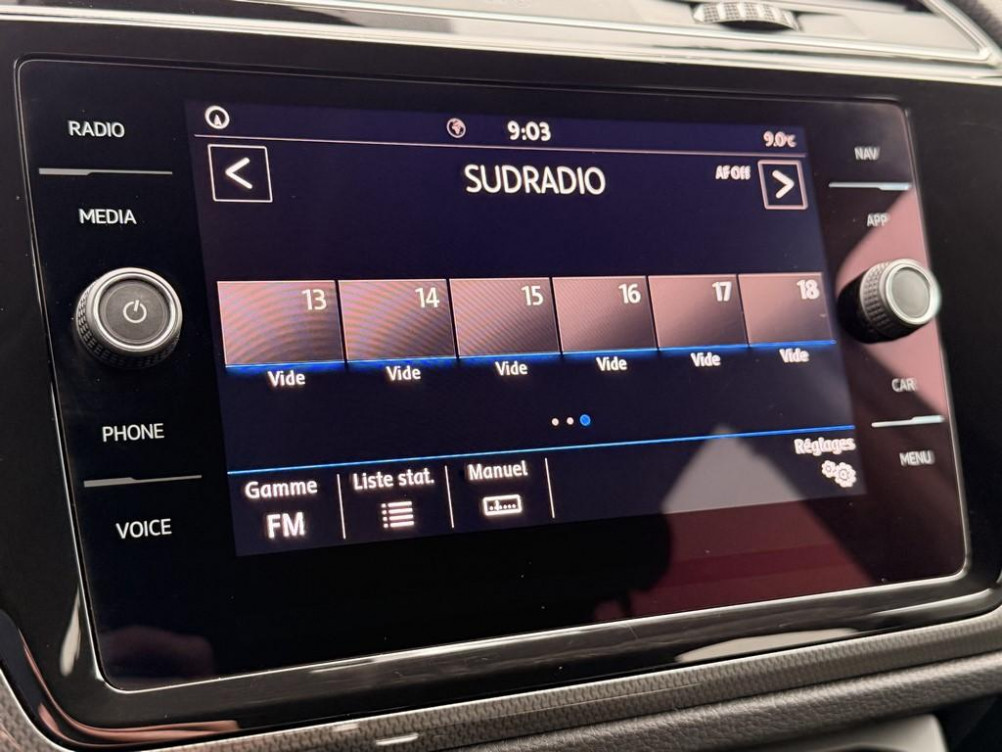 RADIO
MEDIA
PHONE
VOICE
9:03
9.0°C
SUDRADIO
AF Off
13
14
15
16
17
18
Vide
Vide
Vide
Vide
Vide
Vide
Gamme
FM
Liste stat.
Manuel
Réglages
NAV
APP
CAR
MENU